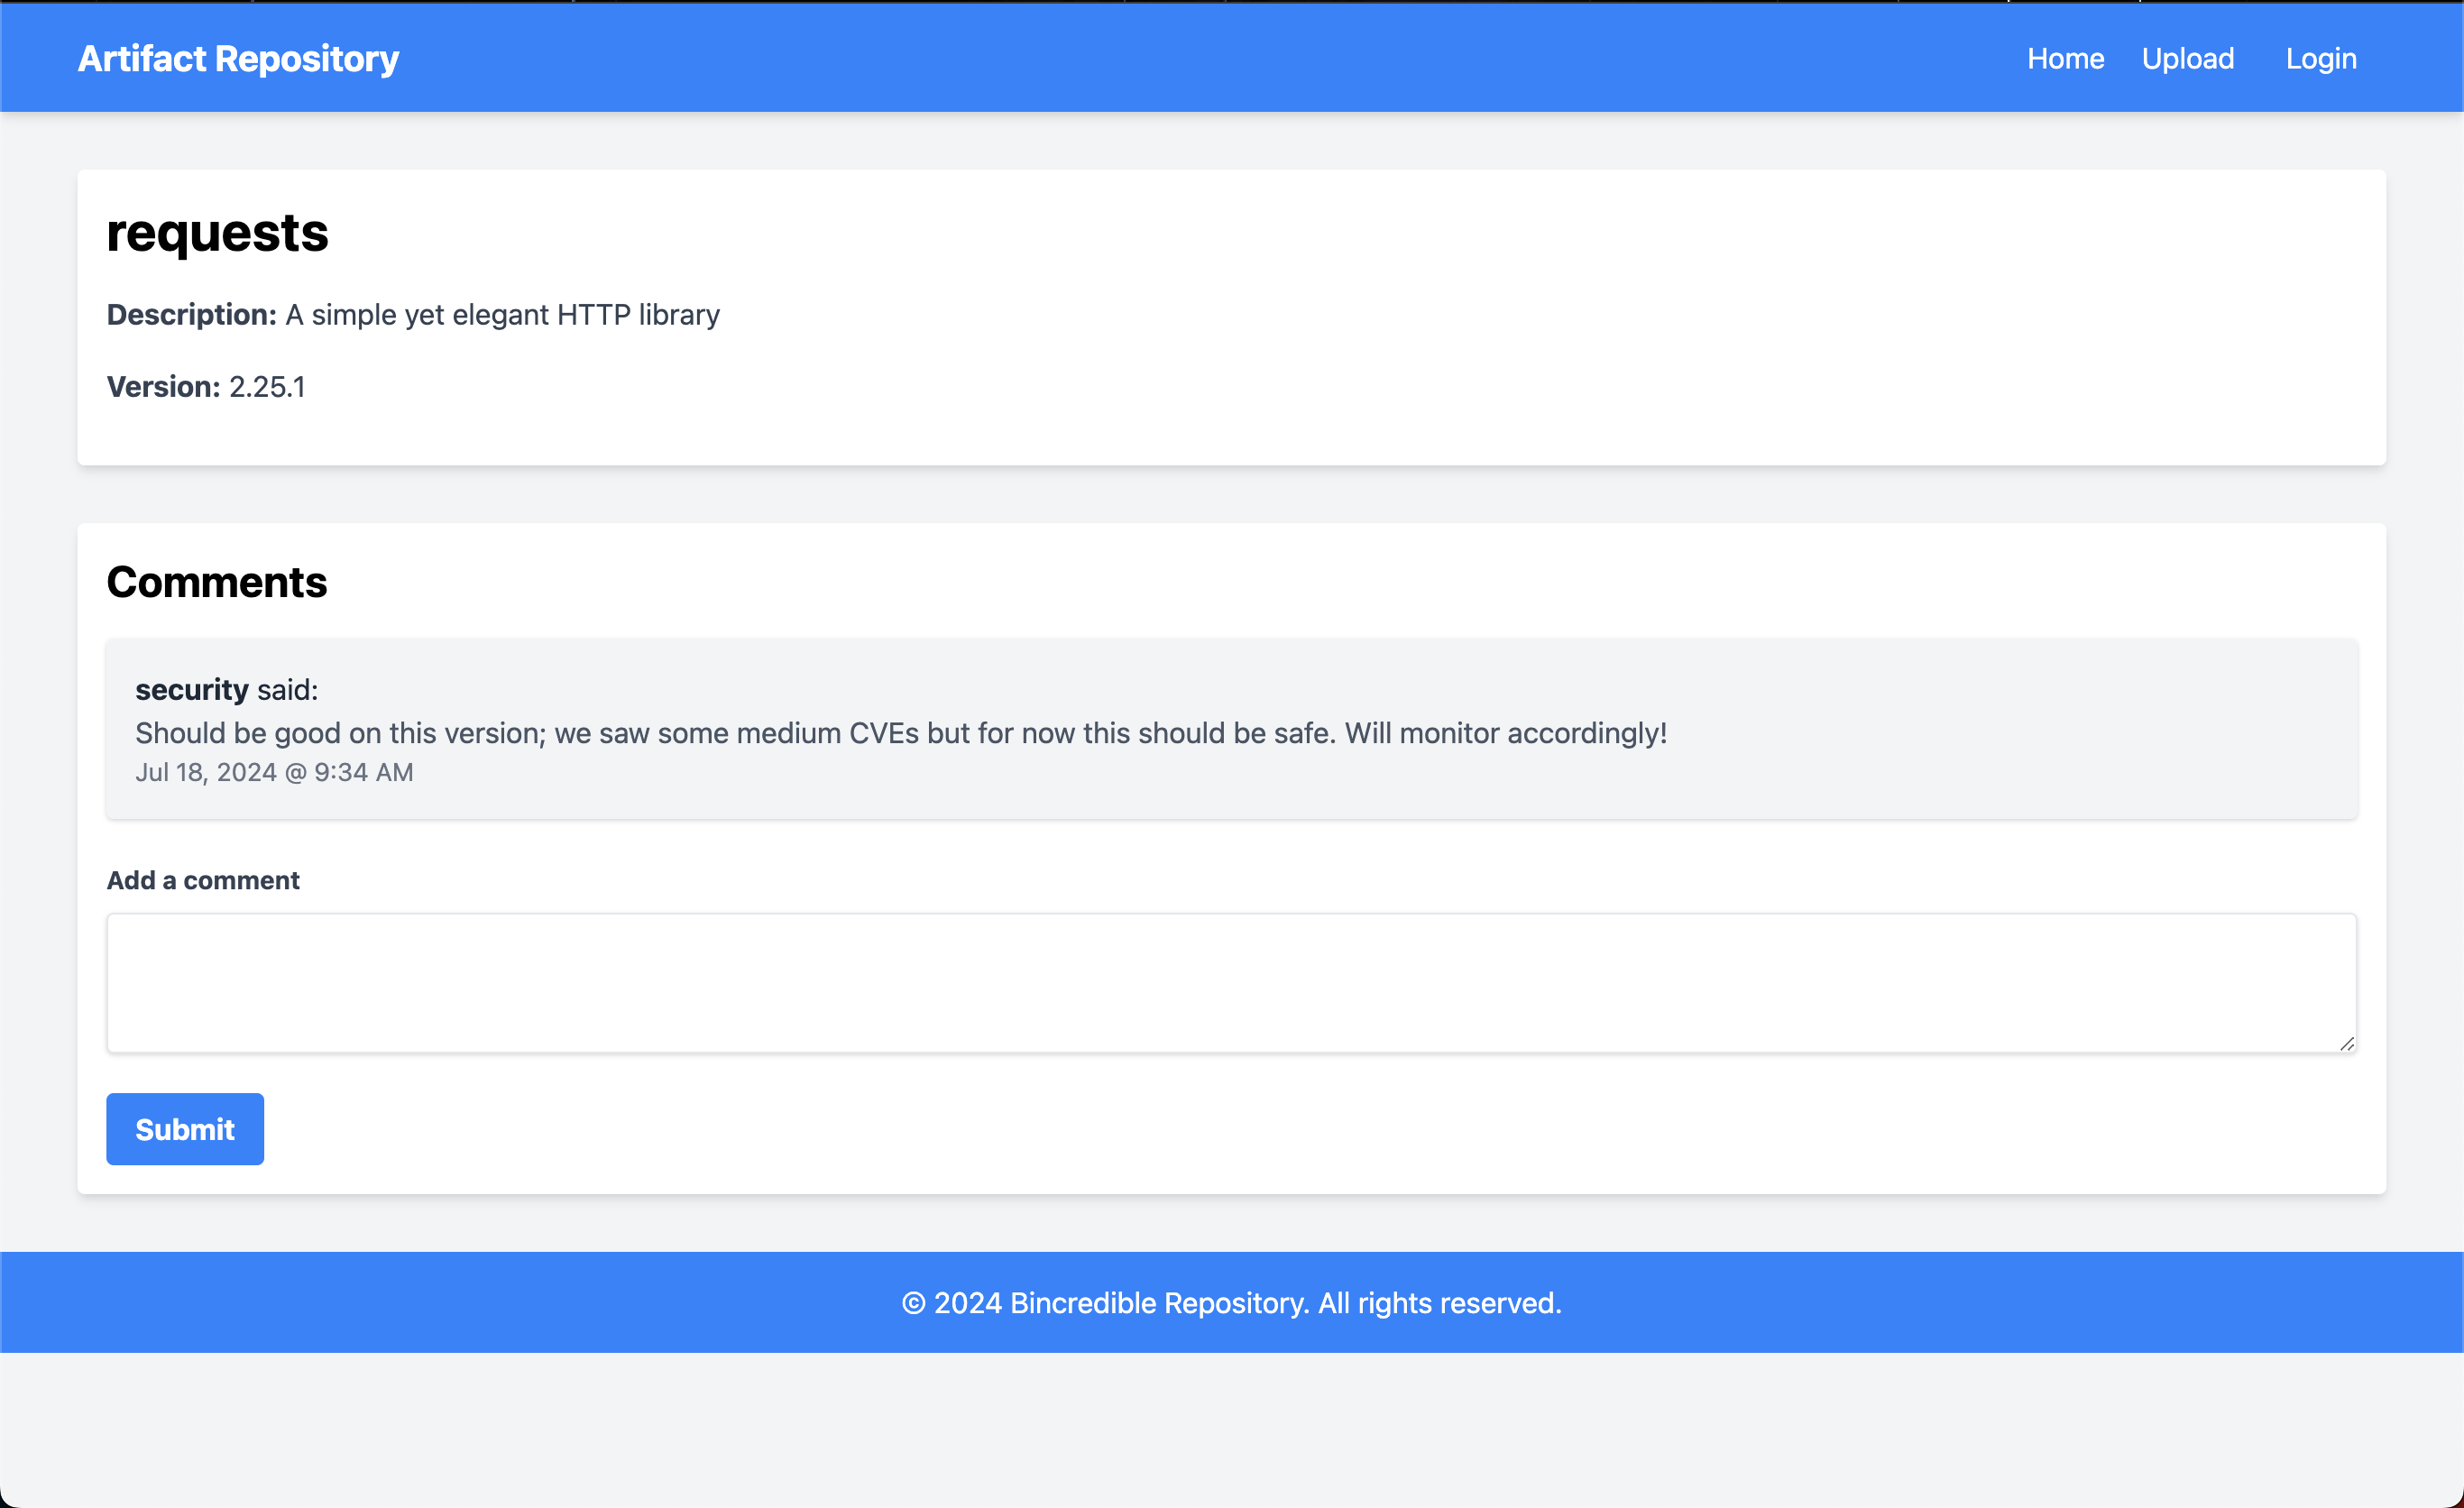 Artifact Repository
Home Upload Login
requests
Description: A simple yet elegant HTTP library
Version: 2.25.1
Comments
security said:
Should be good on this version; we saw some medium CVEs but for now this should be safe. Will monitor accordingly!
Jul 18, 2024 @ 9:34 AM
Add a comment
Submit
© 2024 Bincredible Repository. All rights reserved.